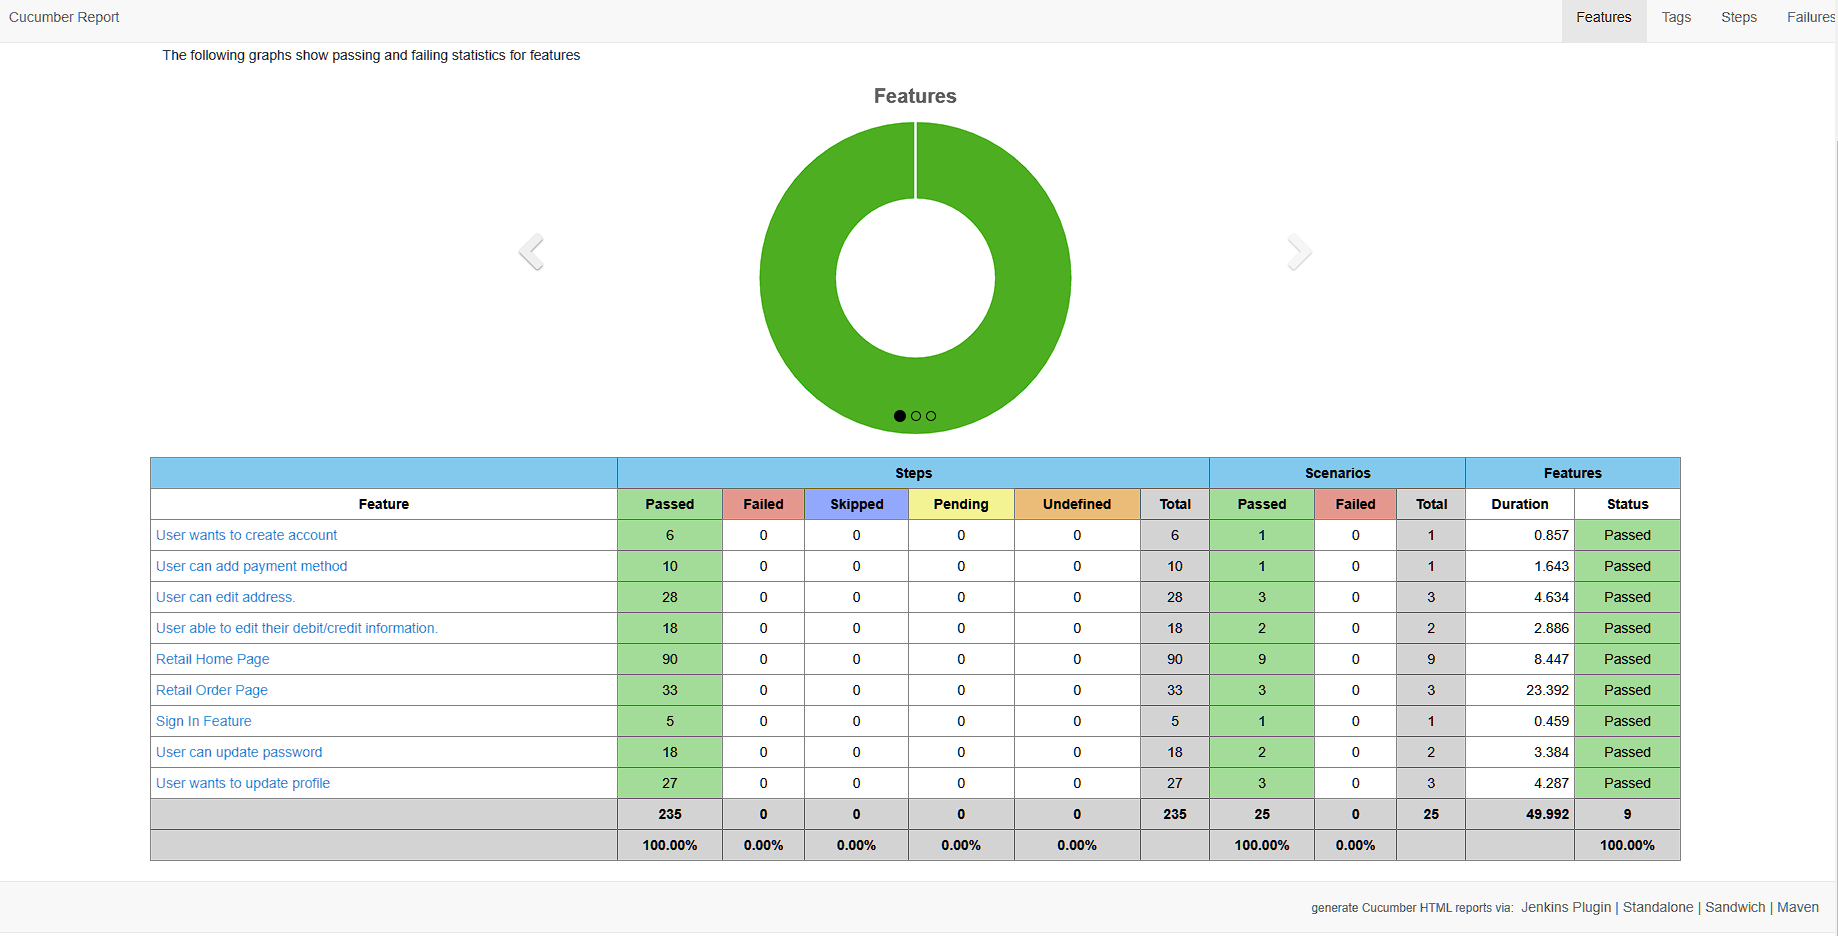 Cucumber Report Features Tags Steps Failures
The following graphs show passing and failing statistics for features
Features
Steps Scenarios Features
Feature Passed Failed Skipped Pending Undefined Total Passed Failed Total Duration Status
User wants to create account 6 0 0 0 0 6 1 0 1 0.857 Passed
User can add payment method 10 0 0 0 0 10 1 0 1 1.643 Passed
User can edit address. 28 0 0 0 0 28 3 0 3 4.634 Passed
User able to edit their debit/credit information. 18 0 0 0 0 18 2 0 2 2.886 Passed
Retail Home Page 90 0 0 0 0 90 9 0 9 8.447 Passed
Retail Order Page 33 0 0 0 0 33 3 0 3 23.392 Passed
Sign In Feature 5 0 0 0 0 5 1 0 1 0.459 Passed
User can update password 18 0 0 0 0 18 2 0 2 3.384 Passed
User wants to update profile 27 0 0 0 0 27 3 0 3 4.287 Passed
235 0 0 0 0 235 25 0 25 49.992 9
100.00% 0.00% 0.00% 0.00% 0.00% 100.00% 0.00% 100.00%
generate Cucumber HTML reports via: Jenkins Plugin | Standalone | Sandwich | Maven